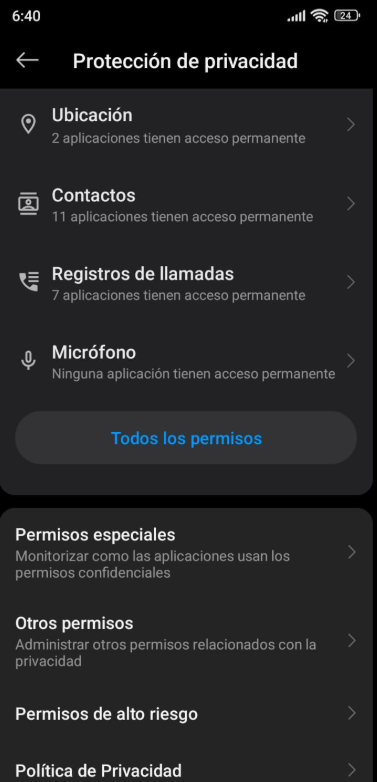 6:40
24
Protección de privacidad
Ubicación
2 aplicaciones tienen acceso permanente
Contactos
11 aplicaciones tienen acceso permanente
Registros de llamadas
7 aplicaciones tienen acceso permanente
Micrófono
Ninguna aplicación tienen acceso permanente
Todos los permisos
Permisos especiales
Monitorizar como las aplicaciones usan los
permisos confidenciales
Otros permisos
Administrar otros permisos relacionados con la
privacidad
Permisos de alto riesgo
Política de Privacidad